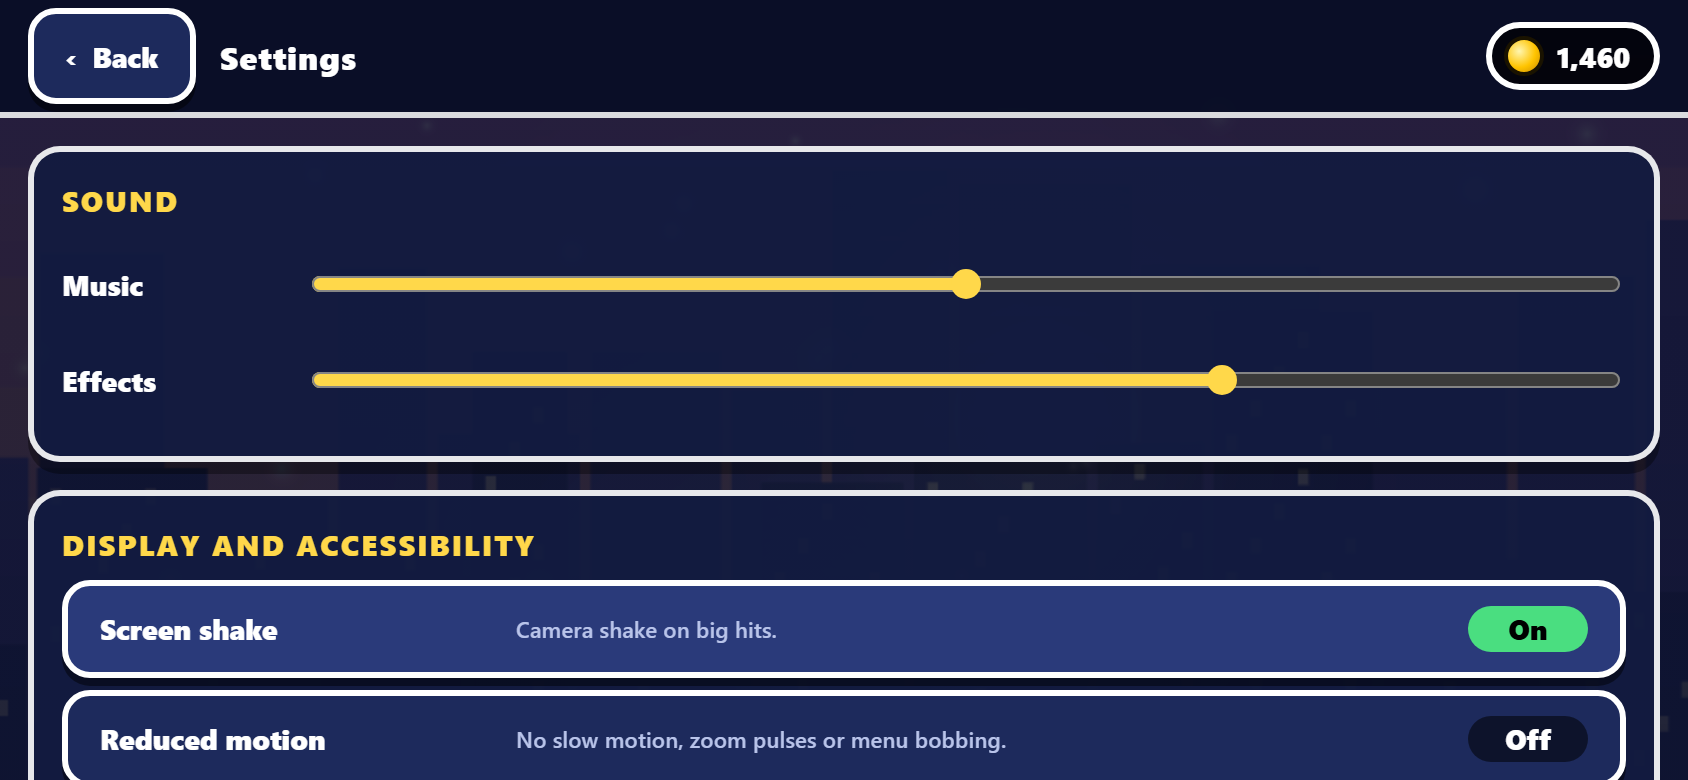 ‹ Back
Settings
1,460
SOUND
Music
Effects
DISPLAY AND ACCESSIBILITY
Screen shake
Camera shake on big hits.
On
Reduced motion
No slow motion, zoom pulses or menu bobbing.
Off